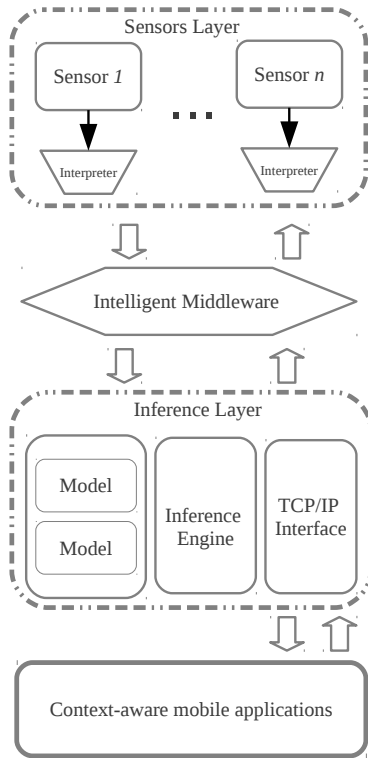 Sensors Layer
Sensor 1
Sensor n
...
Interpreter
Interpreter
Intelligent Middleware
Inference Layer
Model
Model
Inference
Engine
TCP/IP
Interface
Context-aware mobile applications